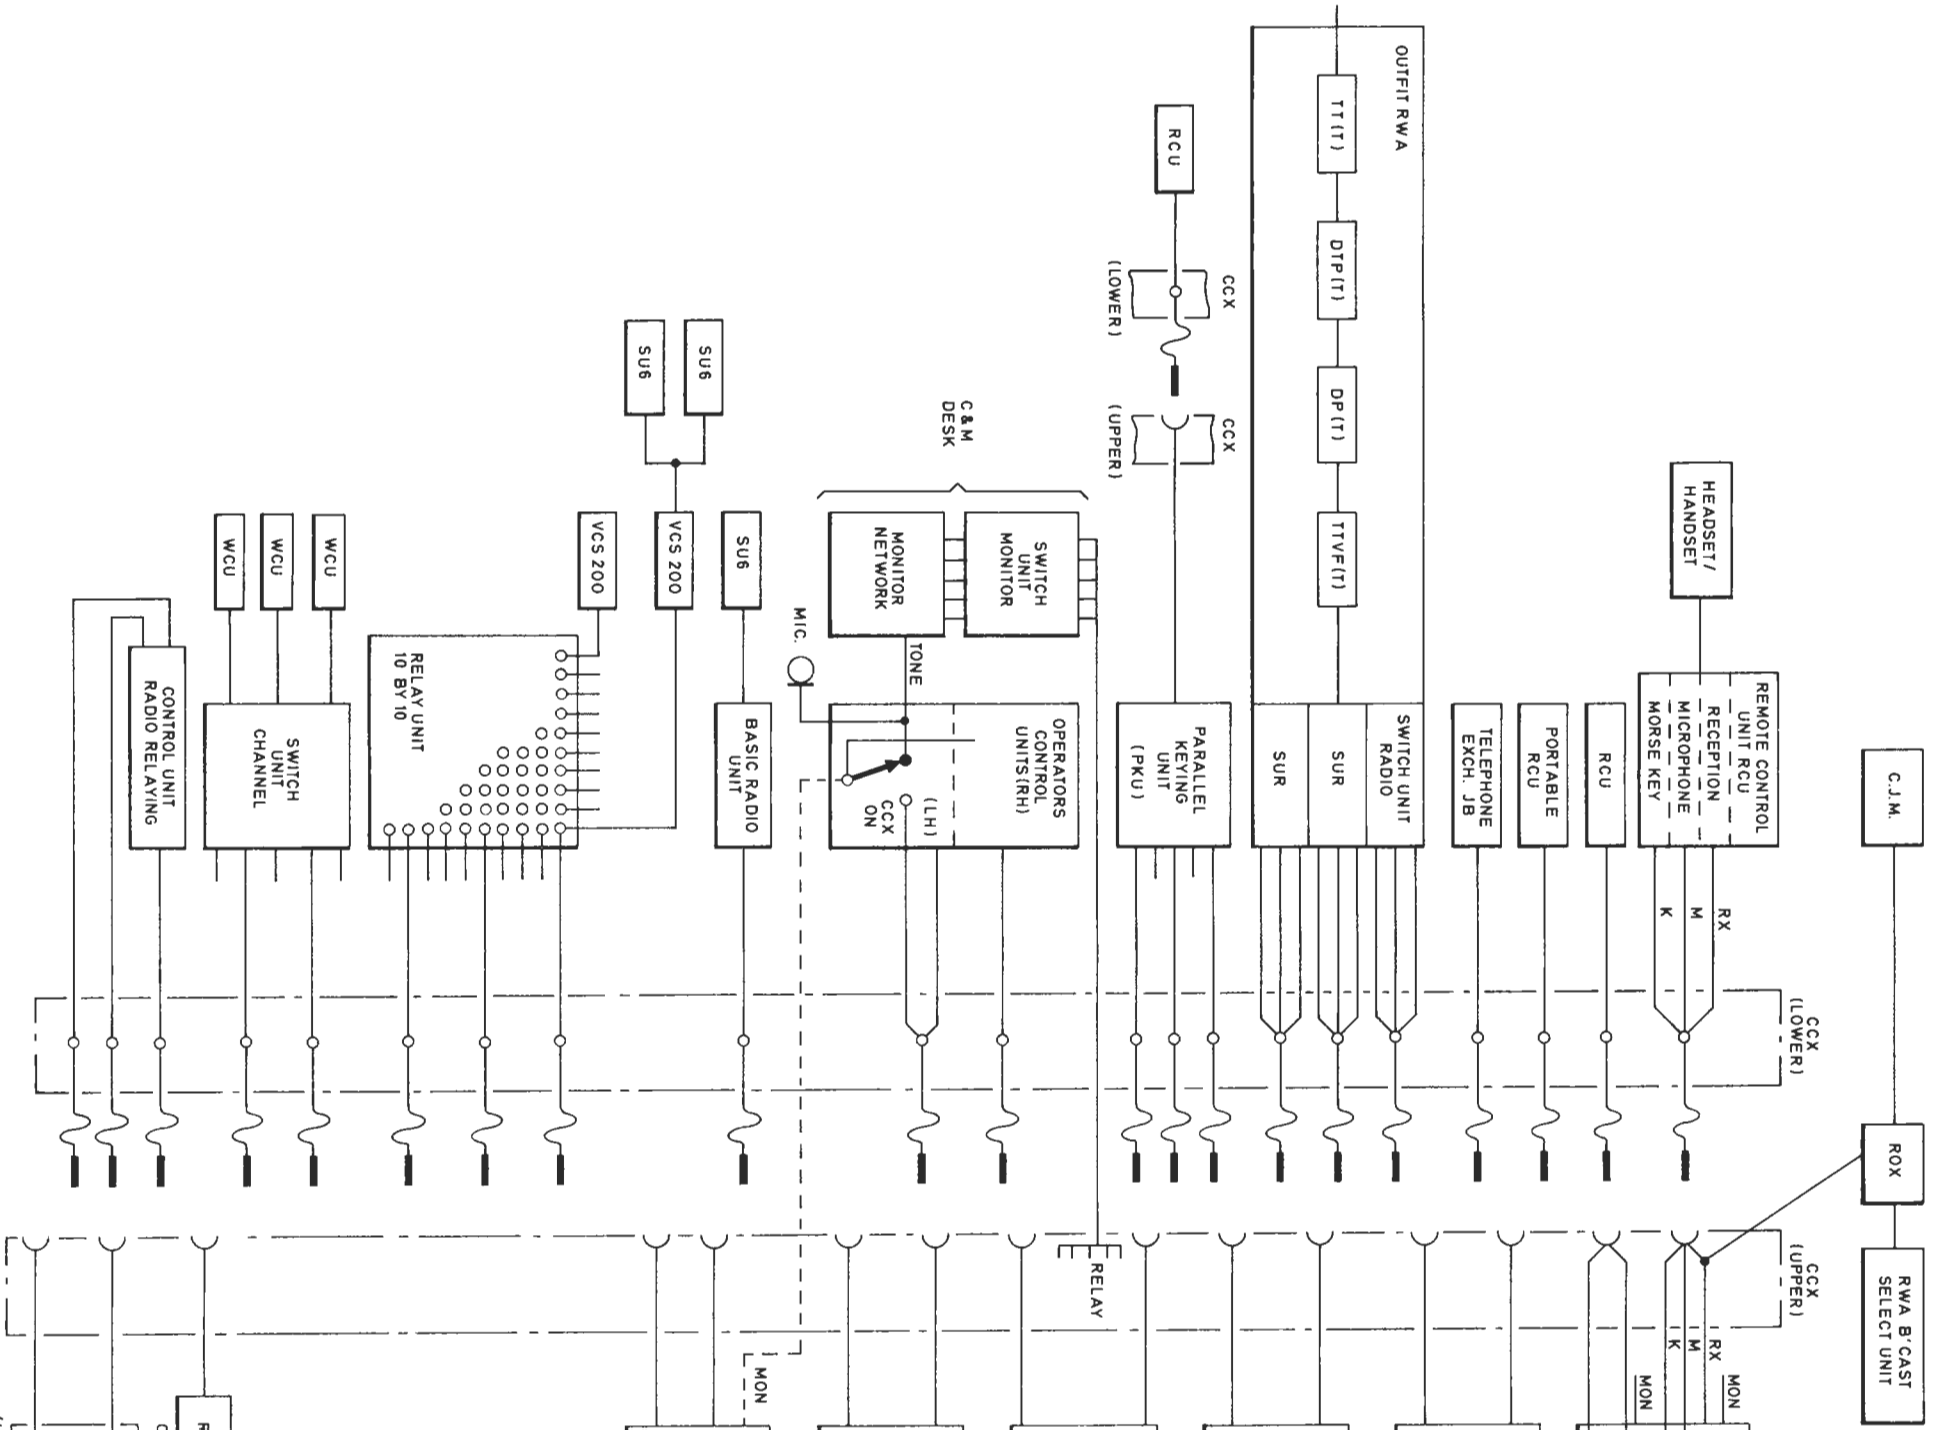 C.J.M.
ROX
RWA B'CAST
SELECT UNIT
HEADSET/
HANDSET
REMOTE CONTROL
UNIT RCU
RECEPTION
MICROPHONE
MORSE KEY
RX
M
K
CCX
(LOWER)
CCX
(UPPER)
RX
M
K
MON
MON
RCU
PORTABLE
RCU
TELEPHONE
EXCH. JB
OUTFIT RWA
TT(T)
DTP(T)
DP(T)
TTVF(T)
SWITCH UNIT
RADIO
SUR
SUR
RCU
CCX
(LOWER)
CCX
(UPPER)
PARALLEL
KEYING
UNIT
(PKU)
RELAY
C & M
DESK
SWITCH
UNIT
MONITOR
MONITOR
NETWORK
TONE
MIC.
OPERATORS
CONTROL
UNITS(RH)
(LH)
CCX
ON
MON
SU6
BASIC RADIO
UNIT
SU6
SU6
VCS 200
VCS 200
RELAY UNIT
10 BY 10
WCU
WCU
WCU
SWITCH
UNIT
CHANNEL
CONTROL UNIT
RADIO RELAYING